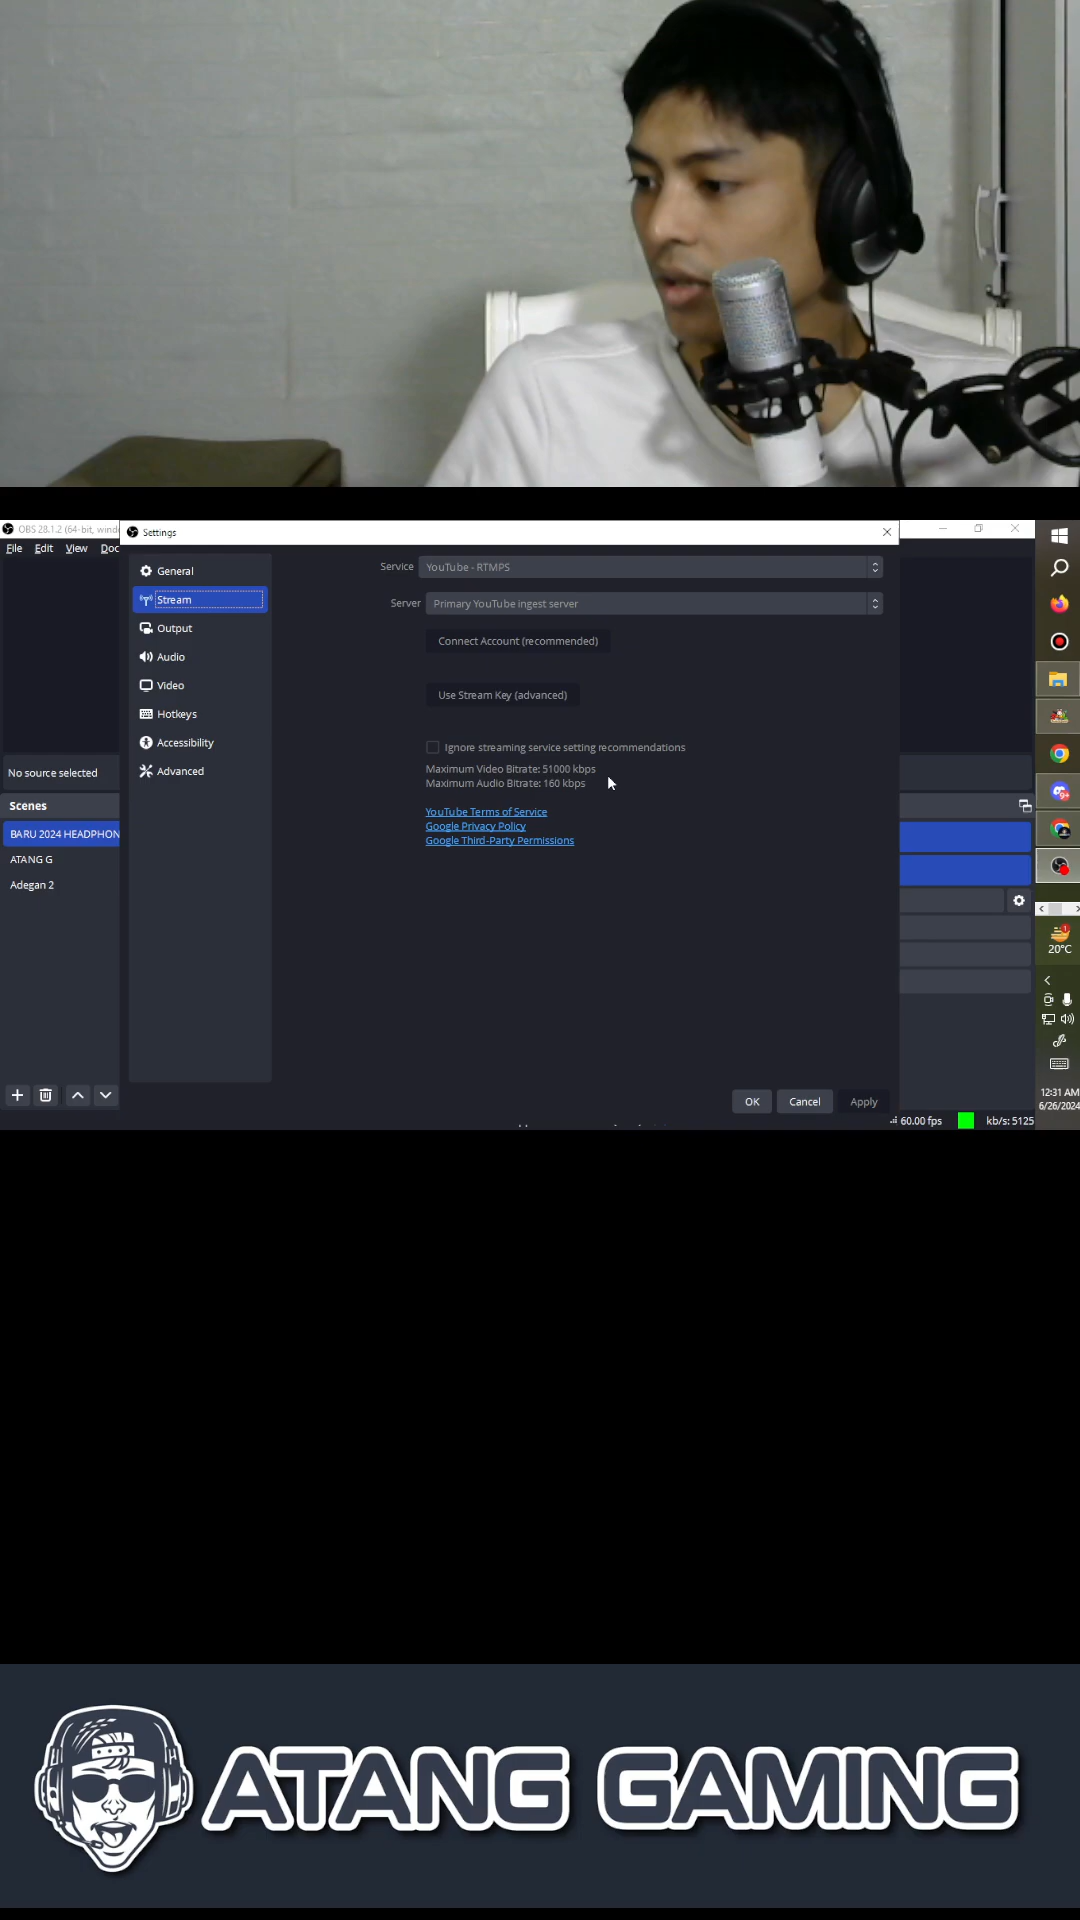 OBS 28.1.2 (64-bit, wind
File Edit View Doc
Settings
General
Stream
Output
Audio
Video
Hotkeys
Accessibility
Advanced
Service YouTube - RTMPS
Server Primary YouTube ingest server
Connect Account (recommended)
Use Stream Key (advanced)
Ignore streaming service setting recommendations
Maximum Video Bitrate: 51000 kbps
Maximum Audio Bitrate: 160 kbps
YouTube Terms of Service
Google Privacy Policy
Google Third-Party Permissions
No source selected
Scenes
BARU 2024 HEADPHON
ATANG G
Adegan 2
OK Cancel Apply
60.00 fps kb/s: 5125
9+
1
20°C
12:31 AM
6/26/2024
ATANG GAMING